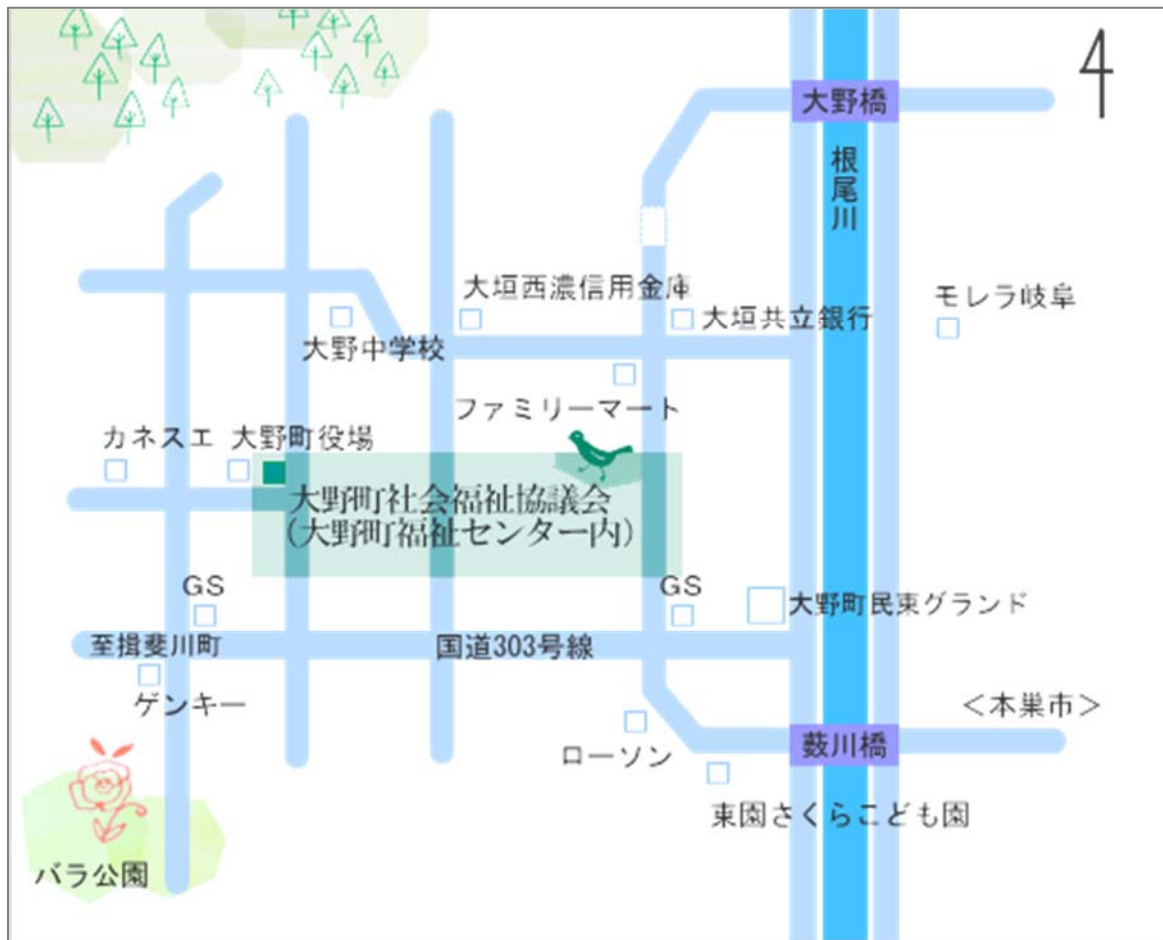 大野橋
根尾川
大垣西濃信用金庫
モレラ岐阜
大垣共立銀行
大野中学校
ファミリーマート
カネスエ
大野町役場
大野町社会福祉協議会
（大野町福祉センター内）
GS
GS
大野町民東グランド
至揖斐川町
国道303号線
ゲンキー
＜本巣市＞
薮川橋
ローソン
東園さくらこども園
バラ公園